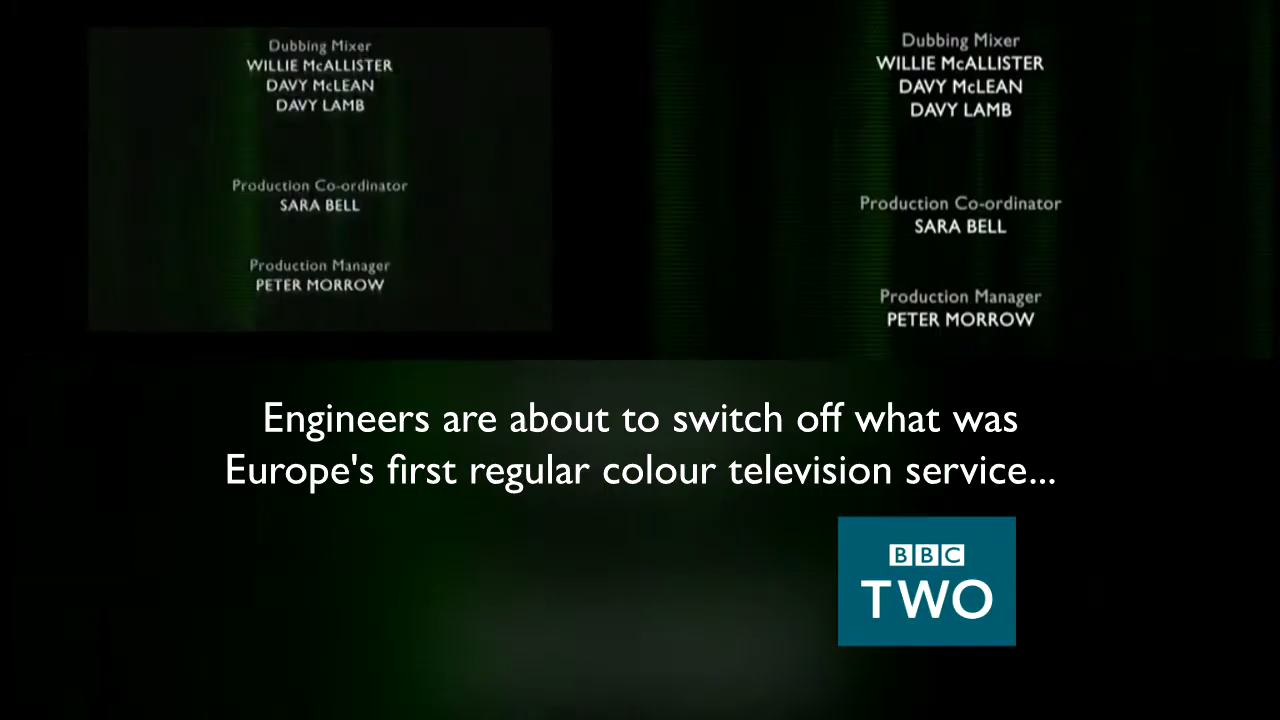 Dubbing Mixer
WILLIE McALLISTER
DAVY McLEAN
DAVY LAMB
Production Co-ordinator
SARA BELL
Production Manager
PETER MORROW
Dubbing Mixer
WILLIE McALLISTER
DAVY McLEAN
DAVY LAMB
Production Co-ordinator
SARA BELL
Production Manager
PETER MORROW
Engineers are about to switch off what was
Europe's first regular colour television service...
BBC
TWO